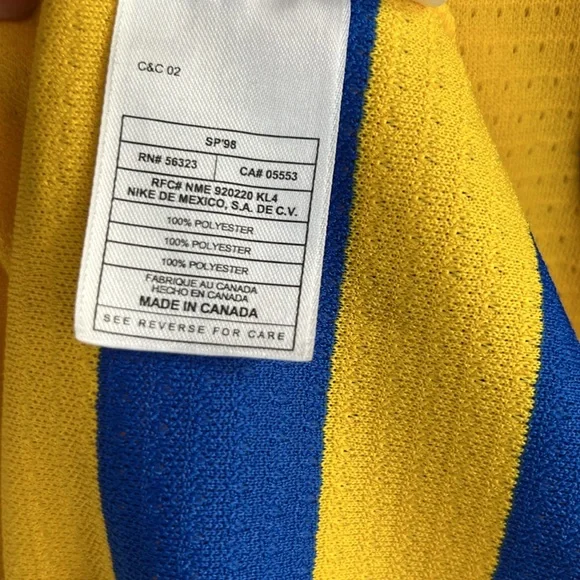 C&C 02
SP'98
RN# 56323 CA# 05553
RFC# NME 920220 KL4
NIKE DE MEXICO, S.A. DE C.V.
100% POLYESTER
100% POLYESTER
100% POLYESTER
FABRIQUE AU CANADA
HECHO EN CANADA
MADE IN CANADA
SEE REVERSE FOR CARE